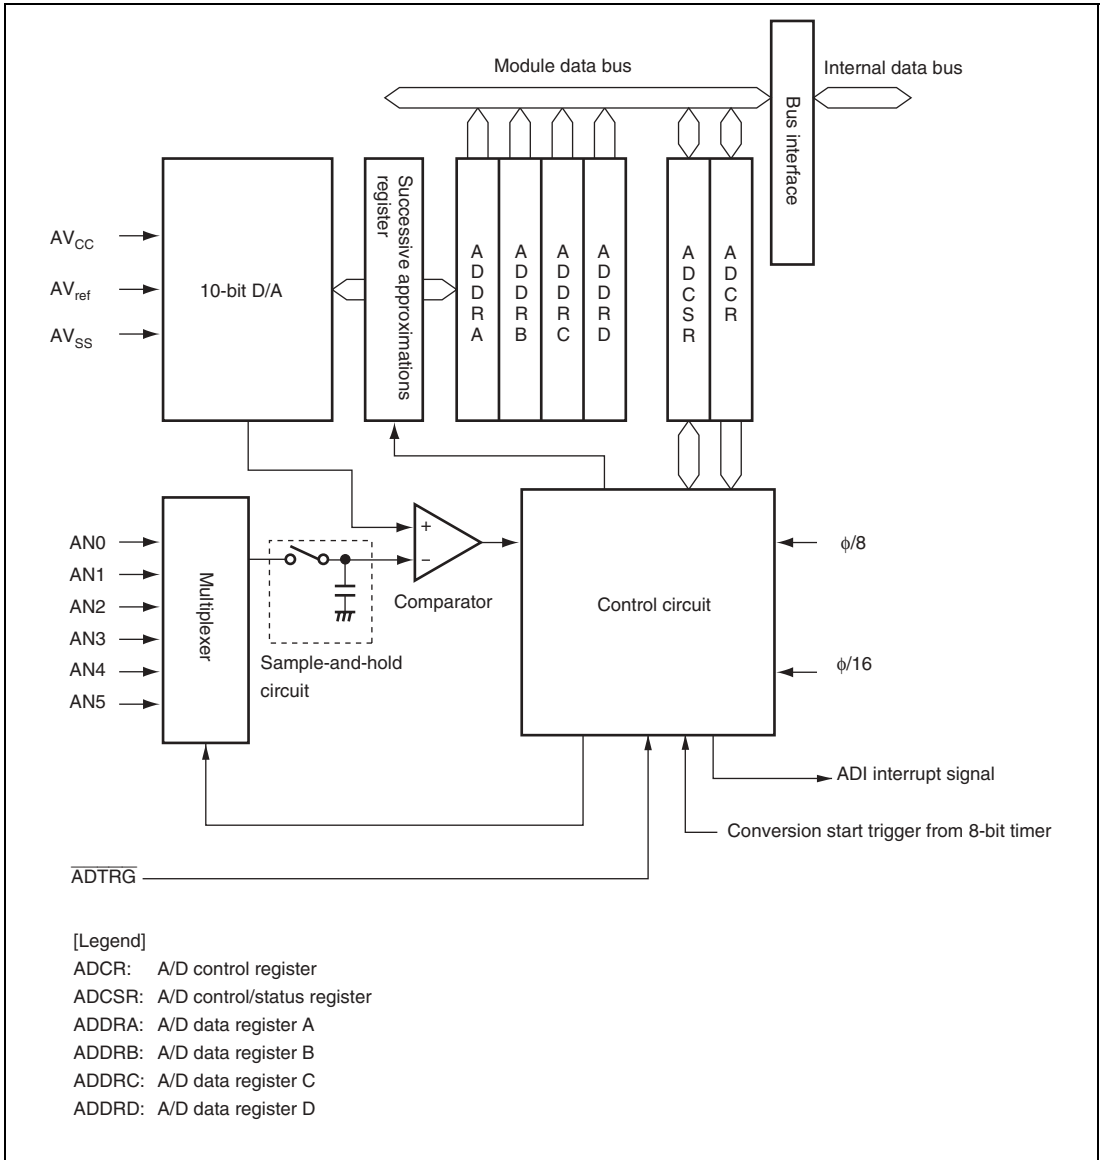 Module data bus
Internal data bus
Bus interface
AV_CC
AV_ref
AV_SS
10-bit D/A
Successive approximations
register
ADDRA
ADDRB
ADDRC
ADDRD
ADCSR
ADCR
AN0
AN1
AN2
AN3
AN4
AN5
Multiplexer
+
−
Comparator
Sample-and-hold
circuit
Control circuit
ϕ/8
ϕ/16
ADI interrupt signal
Conversion start trigger from 8-bit timer
ADTRG
[Legend]
ADCR: A/D control register
ADCSR: A/D control/status register
ADDRA: A/D data register A
ADDRB: A/D data register B
ADDRC: A/D data register C
ADDRD: A/D data register D